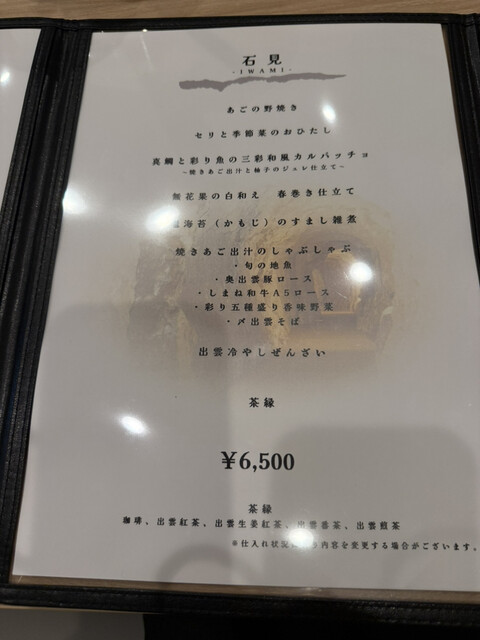 石見
-IWAMI-
あごの野焼き
セリと季節菜のおひたし
真鯛と彩り魚の三彩和風カルパッチョ
~焼きあご出汁と柚子のジュレ仕立て~
無花果の白和え 春巻き仕立て
海苔(かもじ)のすまし雑煮
焼きあご出汁のしゃぶしゃぶ
・旬の地魚
・奥出雲豚ロース
・しまね和牛A5ロース
・彩り五種盛り香味野菜
・〆出雲そば
出雲冷やしぜんざい
茶縁
¥6,500
茶縁
珈琲、出雲紅茶、出雲生姜紅茶、出雲番茶、出雲煎茶
※仕入れ状況 内容を変更する場合がございます。